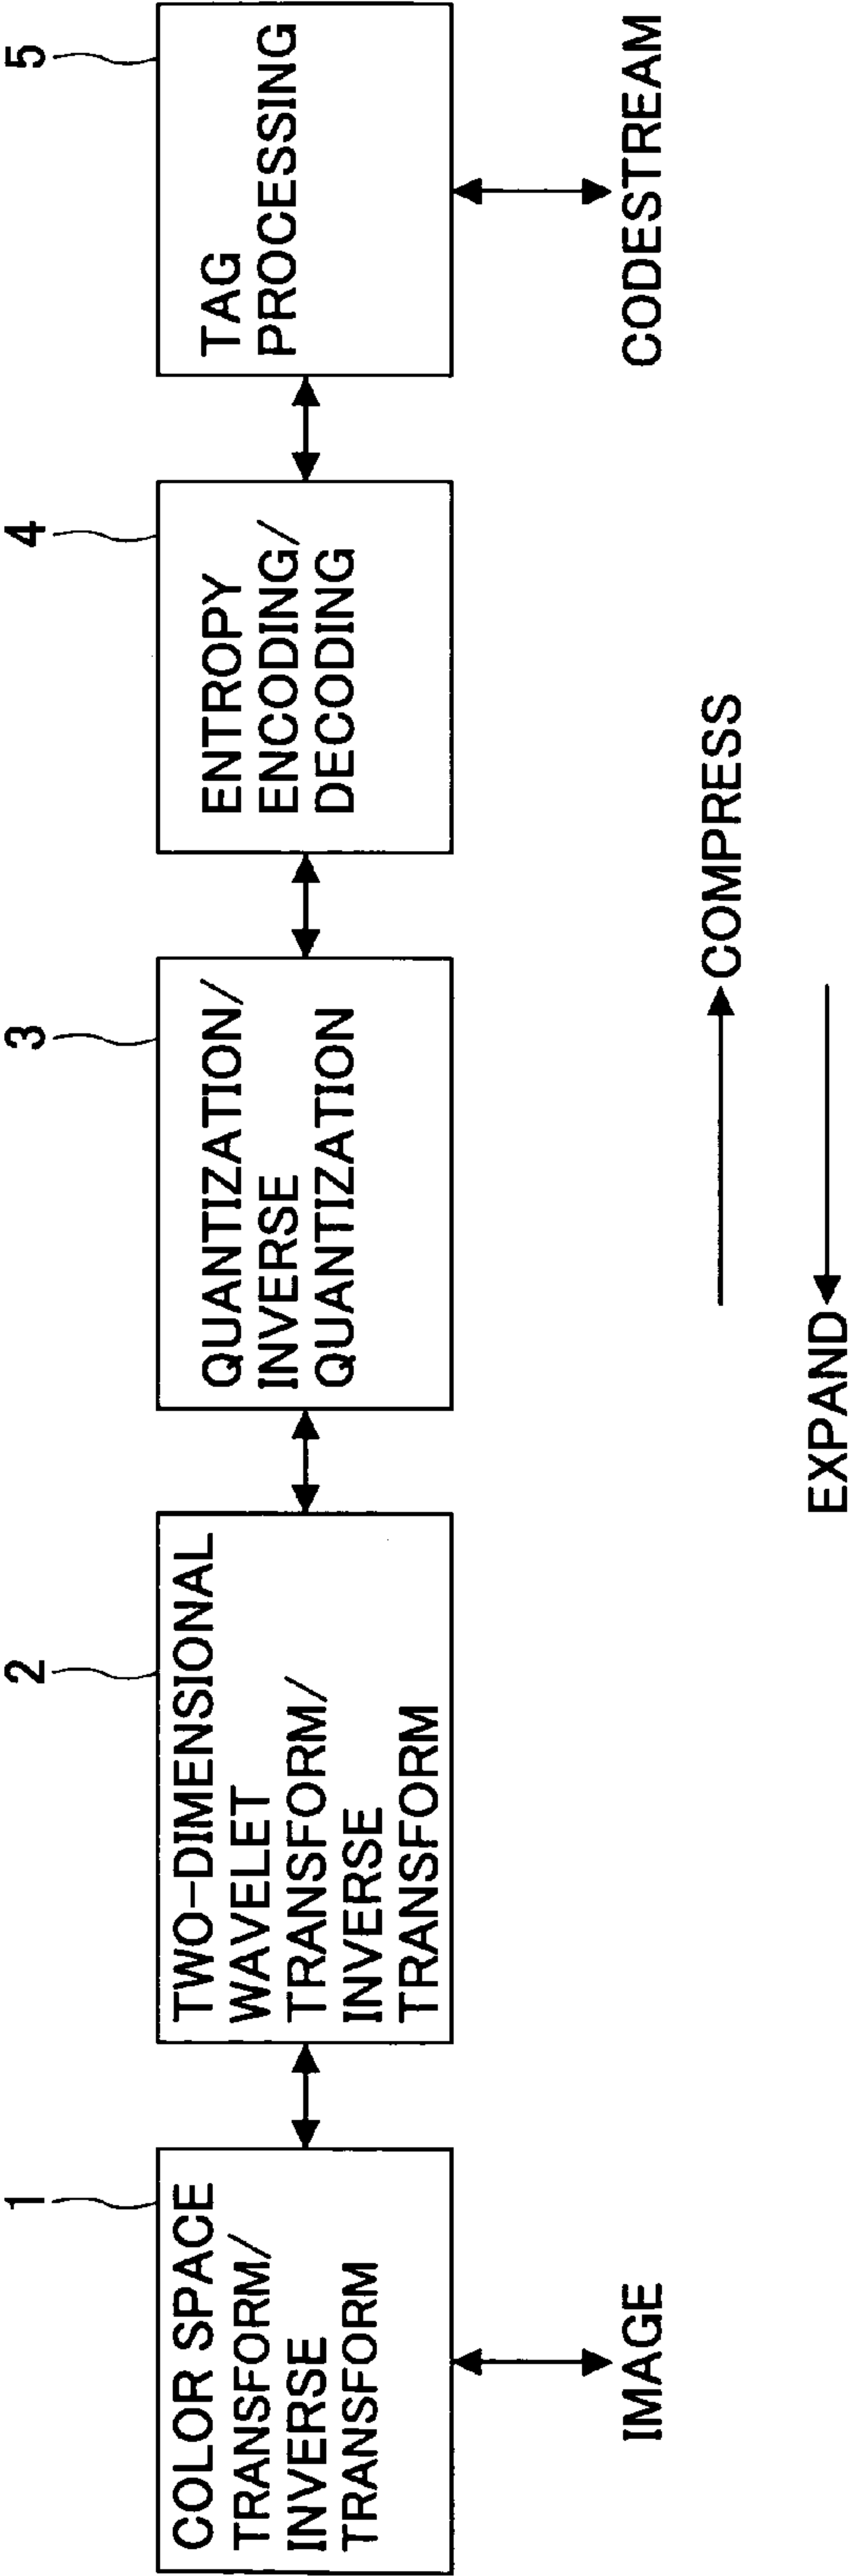 1
COLOR SPACE
TRANSFORM/
INVERSE
TRANSFORM
2
TWO-DIMENSIONAL
WAVELET
TRANSFORM/
INVERSE
TRANSFORM
3
QUANTIZATION/
INVERSE
QUANTIZATION
4
ENTROPY
ENCODING/
DECODING
5
TAG
PROCESSING
IMAGE
CODESTREAM
COMPRESS
EXPAND